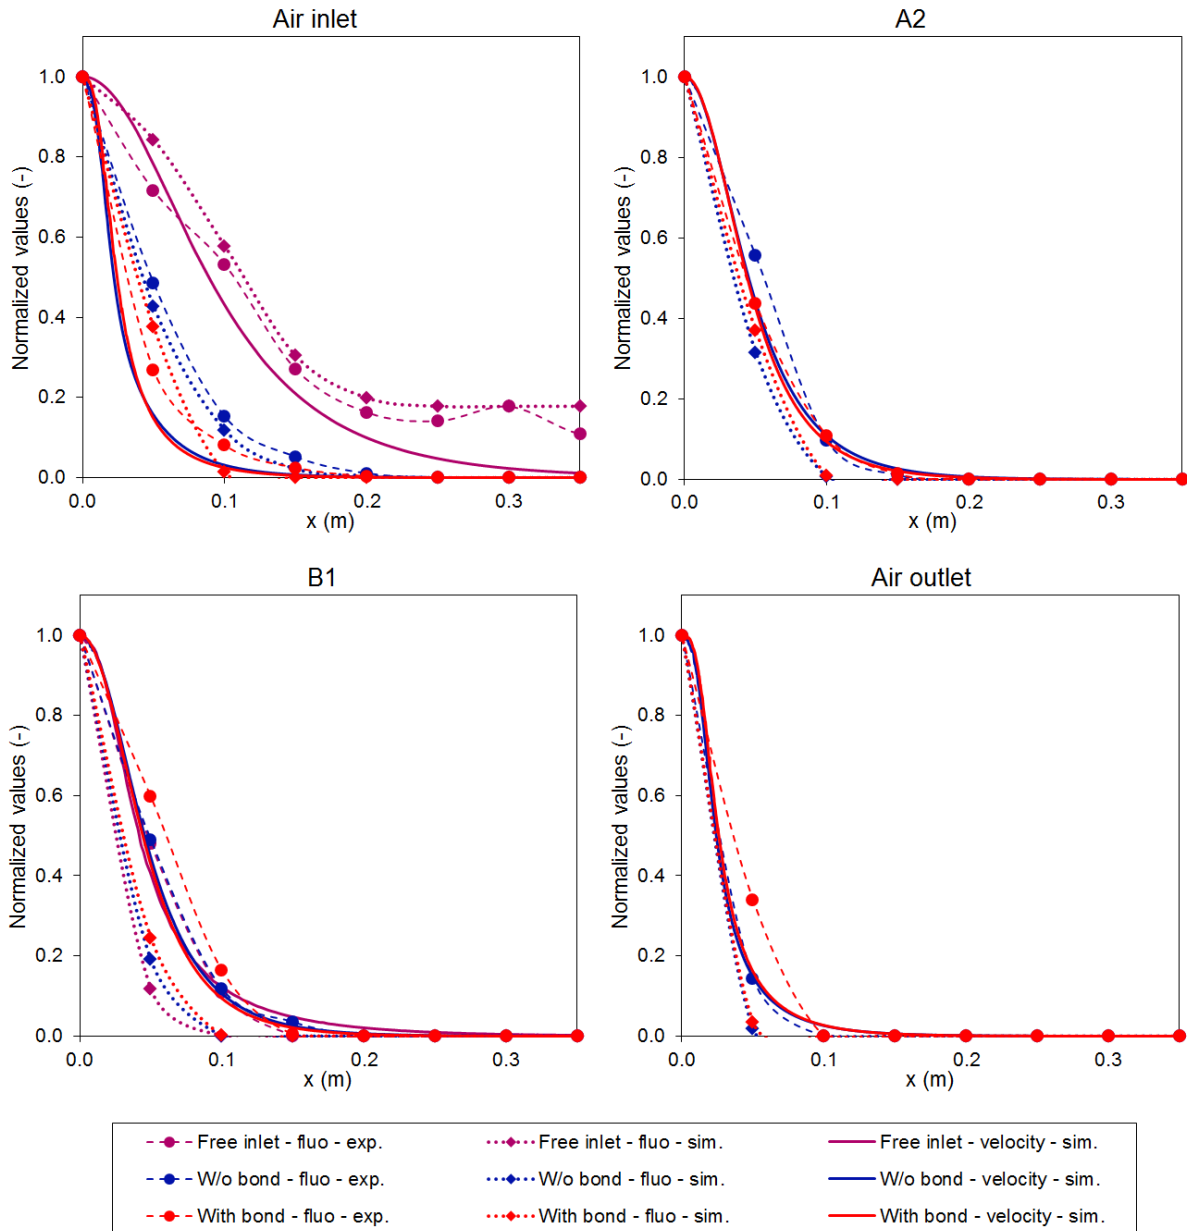 Air inlet
A2
Normalized values (-)
1.0
0.8
0.6
0.4
0.2
0.0
0.0 0.1 0.2 0.3
x (m)
Normalized values (-)
1.0
0.8
0.6
0.4
0.2
0.0
0.0 0.1 0.2 0.3
x (m)
B1
Air outlet
Normalized values (-)
1.0
0.8
0.6
0.4
0.2
0.0
0.0 0.1 0.2 0.3
x (m)
Normalized values (-)
1.0
0.8
0.6
0.4
0.2
0.0
0.0 0.1 0.2 0.3
x (m)
Free inlet - fluo - exp. Free inlet - fluo - sim. Free inlet - velocity - sim.
W/o bond - fluo - exp. W/o bond - fluo - sim. W/o bond - velocity - sim.
With bond - fluo - exp. With bond - fluo - sim. With bond - velocity - sim.